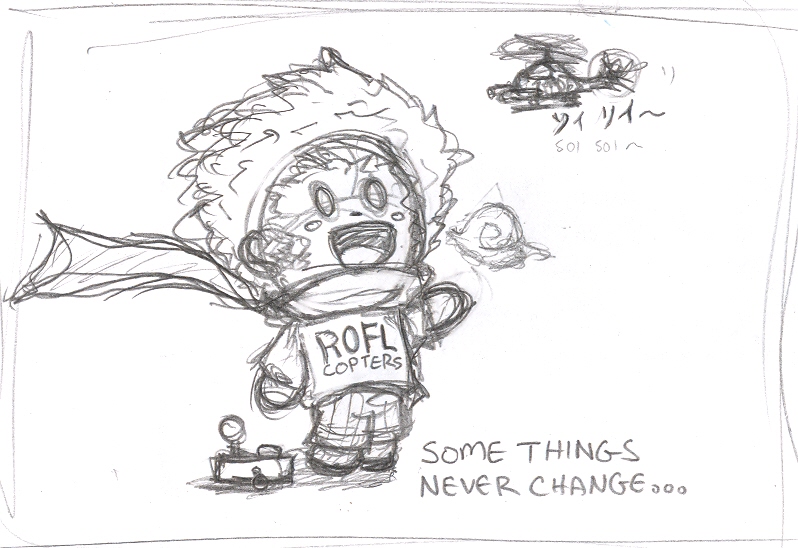 ソイ ソイ～
SOI SOI ~
ROFL
COPTERS
SOME THINGS
NEVER CHANGE...